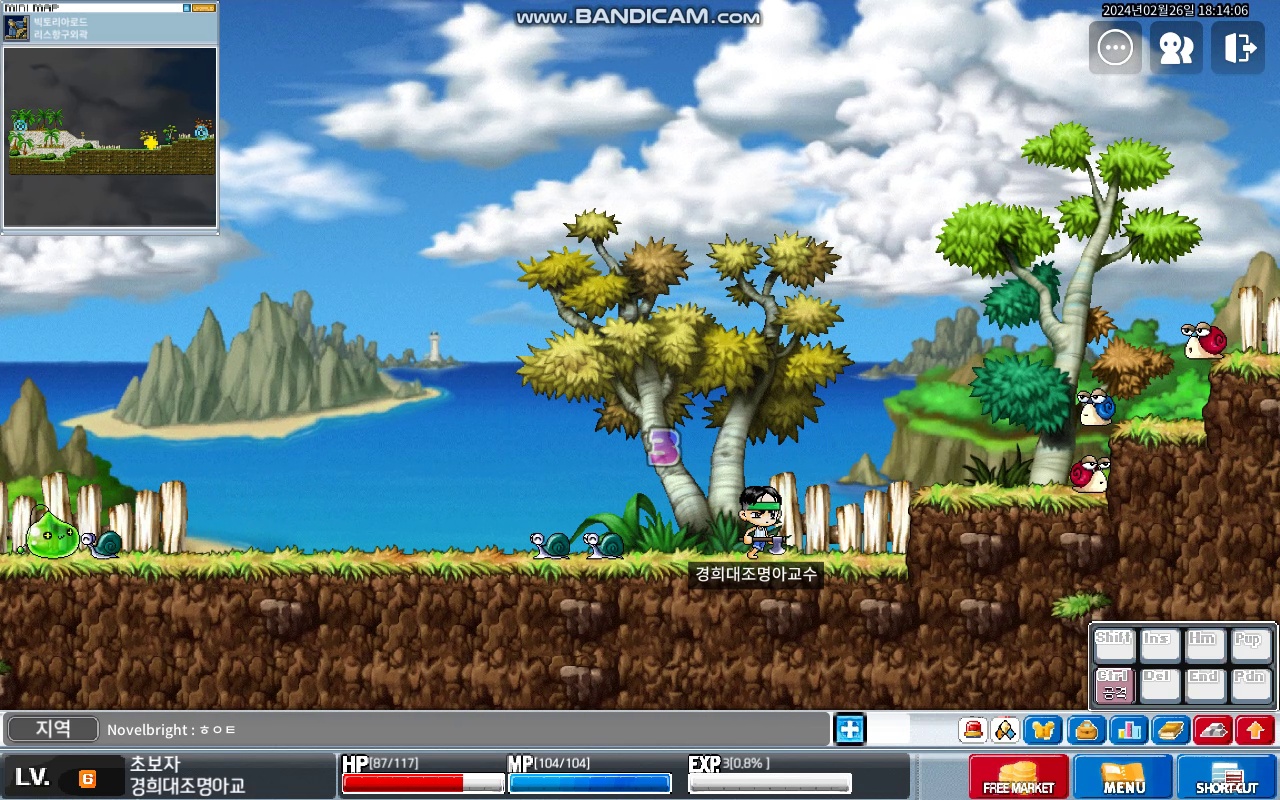 MINI MAP
WORLD
빅토리아로드
리스항구외곽
www.BANDICAM.com
2024년02월26일 18:14:06
3
경희대조명아교수
Shift Ins Hm Pup
Ctrl Del End Pdn
공격
지역 Novelbright : ㅎㅇㅌ
LV. 6 초보자
경희대조명아교
HP[87/117] MP[104/104] EXP 3[0.8% ]
FREE MARKET MENU SHORTCUT